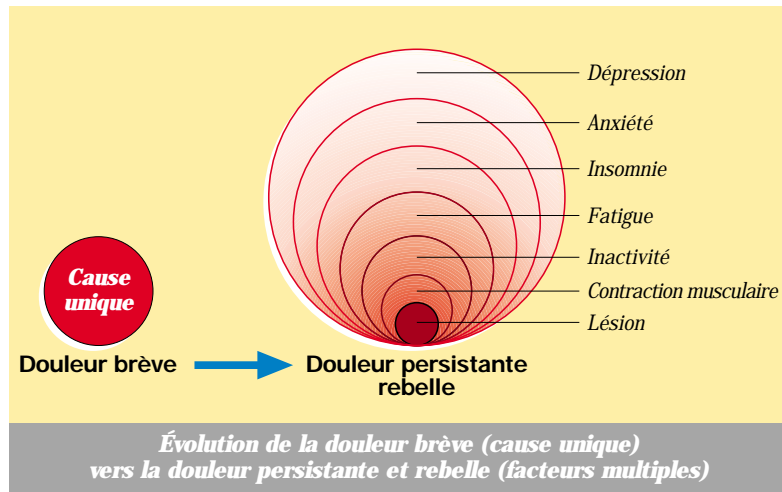 Dépression
Anxiété
Insomnie
Fatigue
Inactivité
Contraction musculaire
Lésion
Cause
unique
Douleur brève
Douleur persistante
rebelle
Évolution de la douleur brève (cause unique)
vers la douleur persistante et rebelle (facteurs multiples)